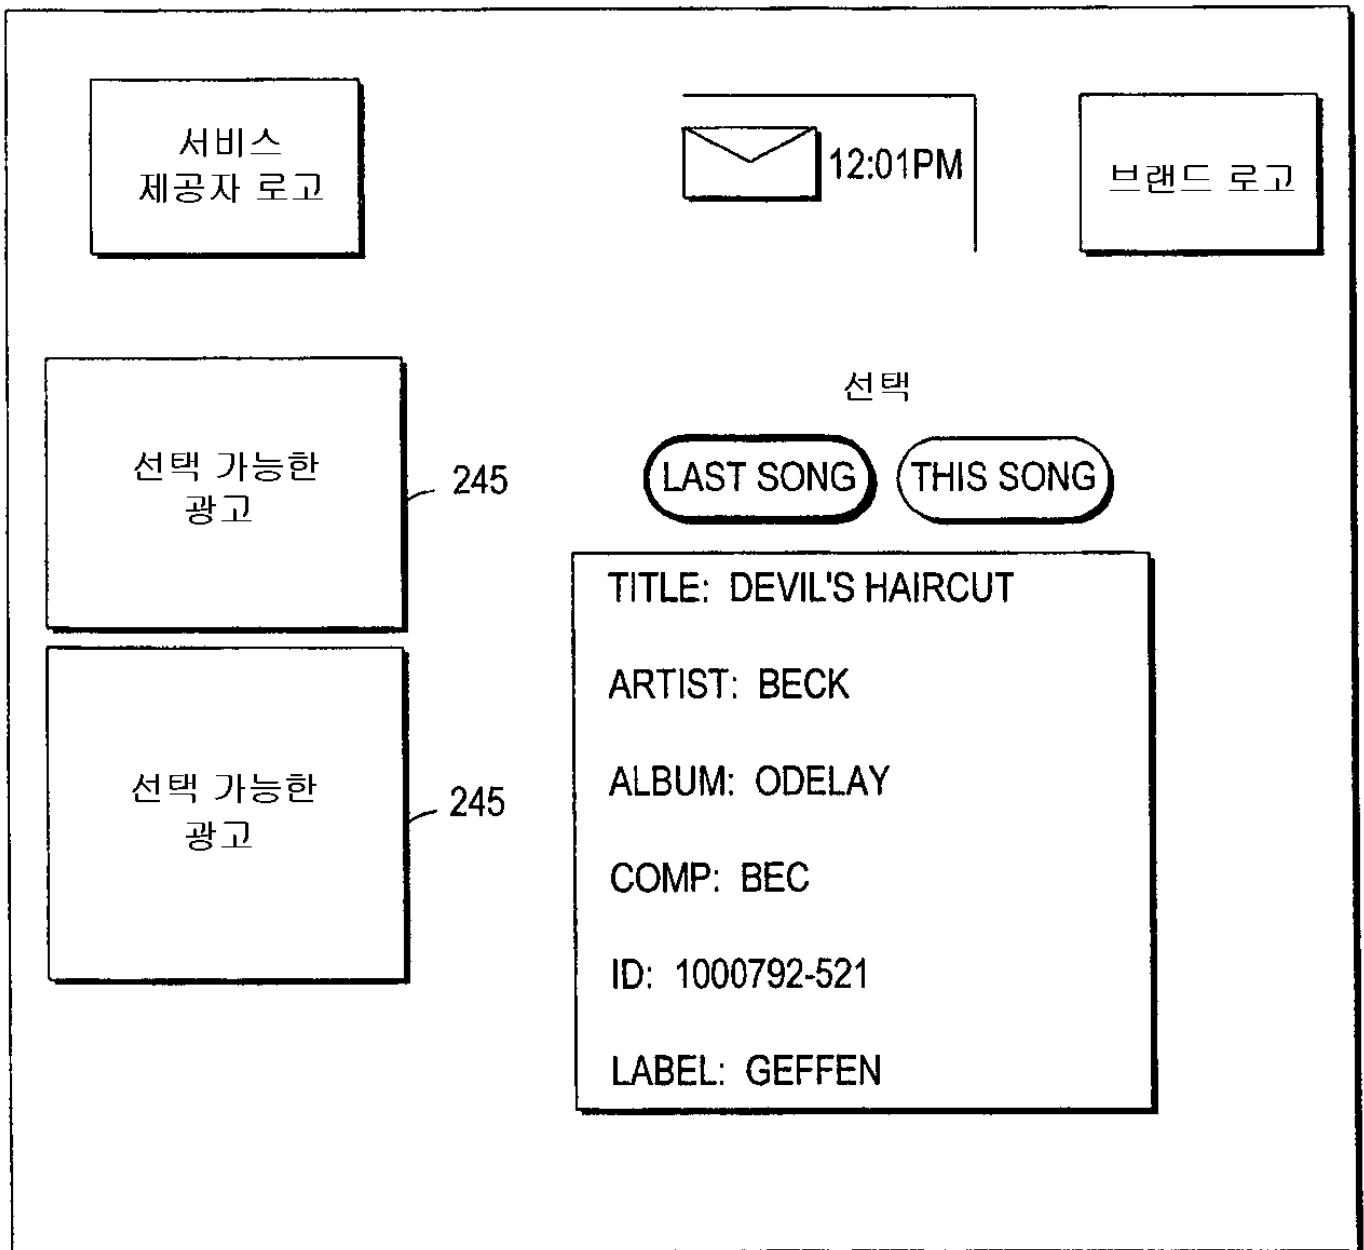 서비스
제공자 로고
12:01PM
브랜드 로고
선택 가능한
광고
245
선택
LAST SONG
THIS SONG
TITLE: DEVIL'S HAIRCUT
ARTIST: BECK
ALBUM: ODELAY
COMP: BEC
ID: 1000792-521
LABEL: GEFFEN
선택 가능한
광고
245